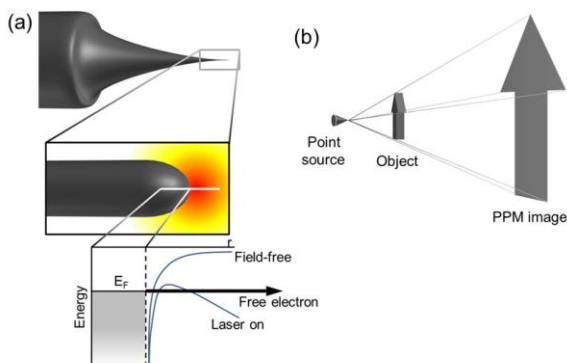 (a)
r
Field-free
E_F
Energy
Free electron
Laser on
(b)
Point
source
Object
PPM image